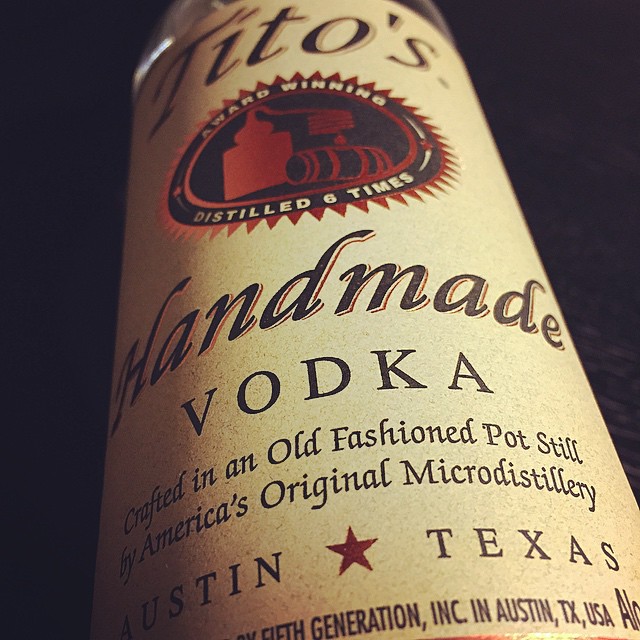 Tito's
AWARD WINNING
DISTILLED 6 TIMES
Handmade
VODKA
Crafted in an Old Fashioned Pot Still
by America's Original Microdistillery
AUSTIN ★ TEXAS
BY FIFTH GENERATION, INC. IN AUSTIN, TX, USA